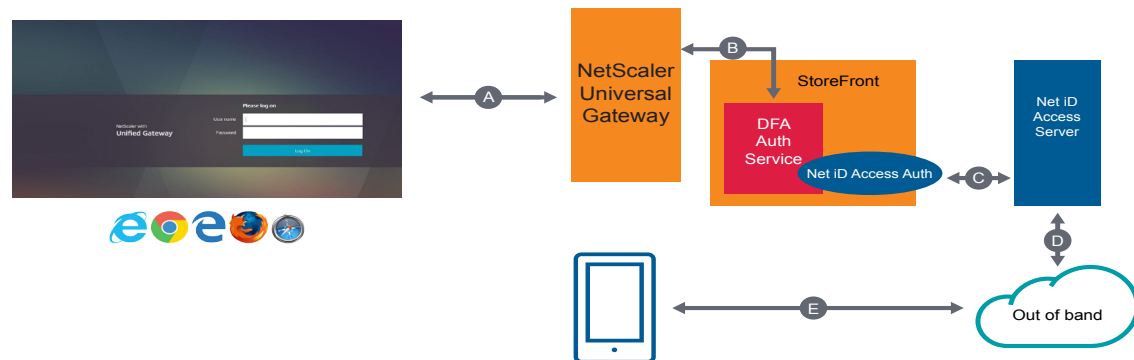 Please log on
User name
Password
NetScaler with
Unified Gateway
Log On
A
NetScaler
Universal
Gateway
B
StoreFront
DFA
Auth
Service
Net iD Access Auth
C
Net iD
Access
Server
D
E
Out of band